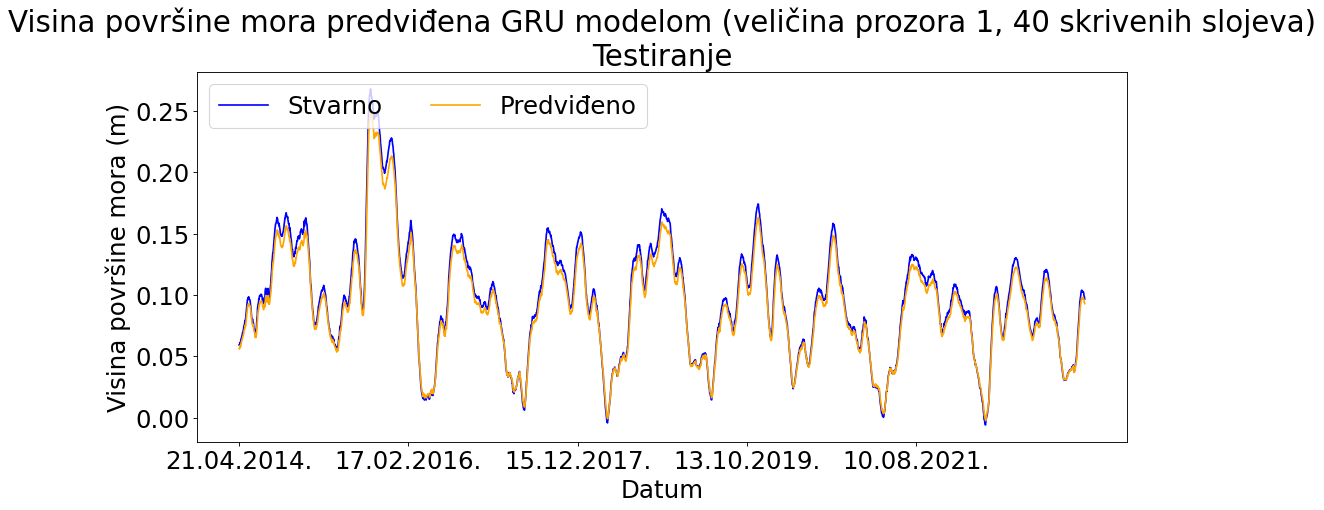 Visina površine mora predviđena GRU modelom (veličina prozora 1, 40 skrivenih slojeva)
Testiranje
Stvarno Predviđeno
Visina površine mora (m)
0.25
0.20
0.15
0.10
0.05
0.00
21.04.2014. 17.02.2016. 15.12.2017. 13.10.2019. 10.08.2021.
Datum